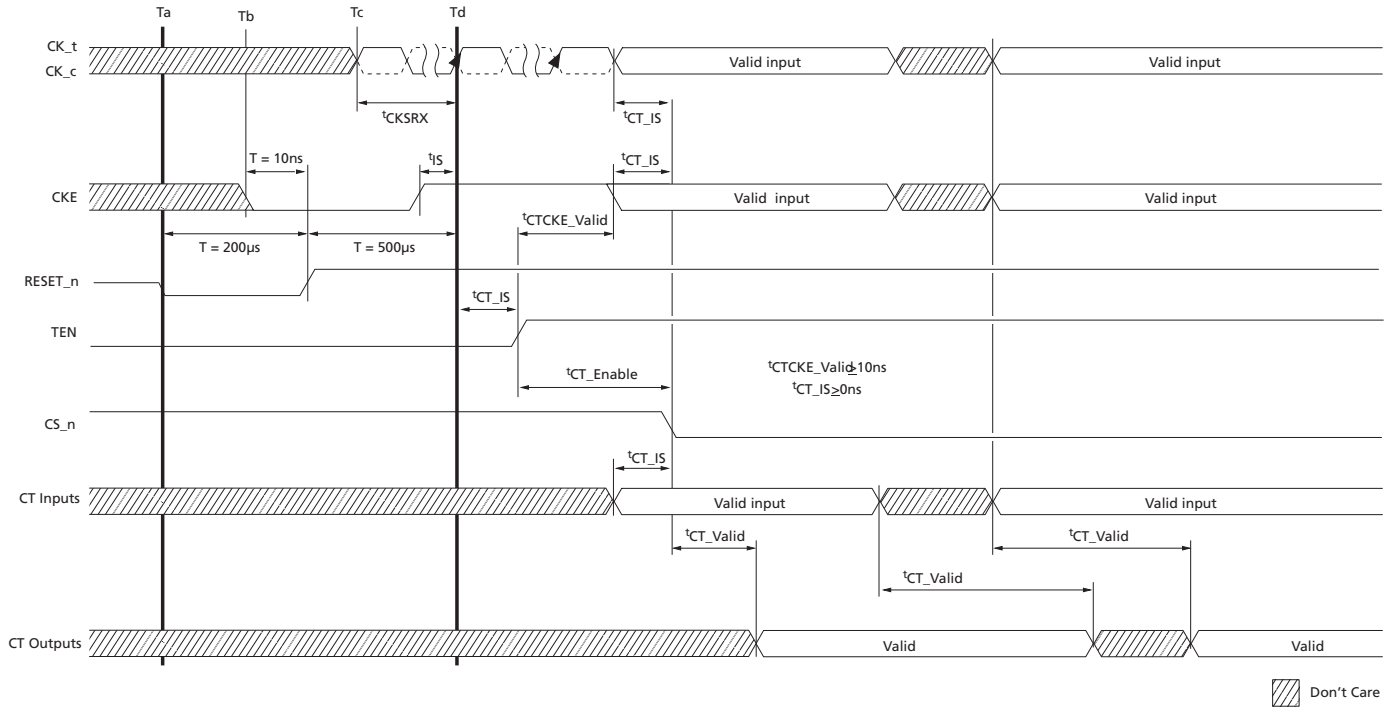 Ta
Tb
Tc
Td
CK_t
CK_c
Valid input
Valid input
tCKSRX
tCT_IS
T = 10ns
tIS
tCT_IS
CKE
Valid input
Valid input
tCTCKE_Valid
T = 200µs
T = 500µs
RESET_n
tCT_IS
TEN
tCT_Enable
tCTCKE_Valid≥10ns
tCT_IS≥0ns
CS_n
tCT_IS
CT Inputs
Valid input
Valid input
tCT_Valid
tCT_Valid
tCT_Valid
CT Outputs
Valid
Valid
Don't Care